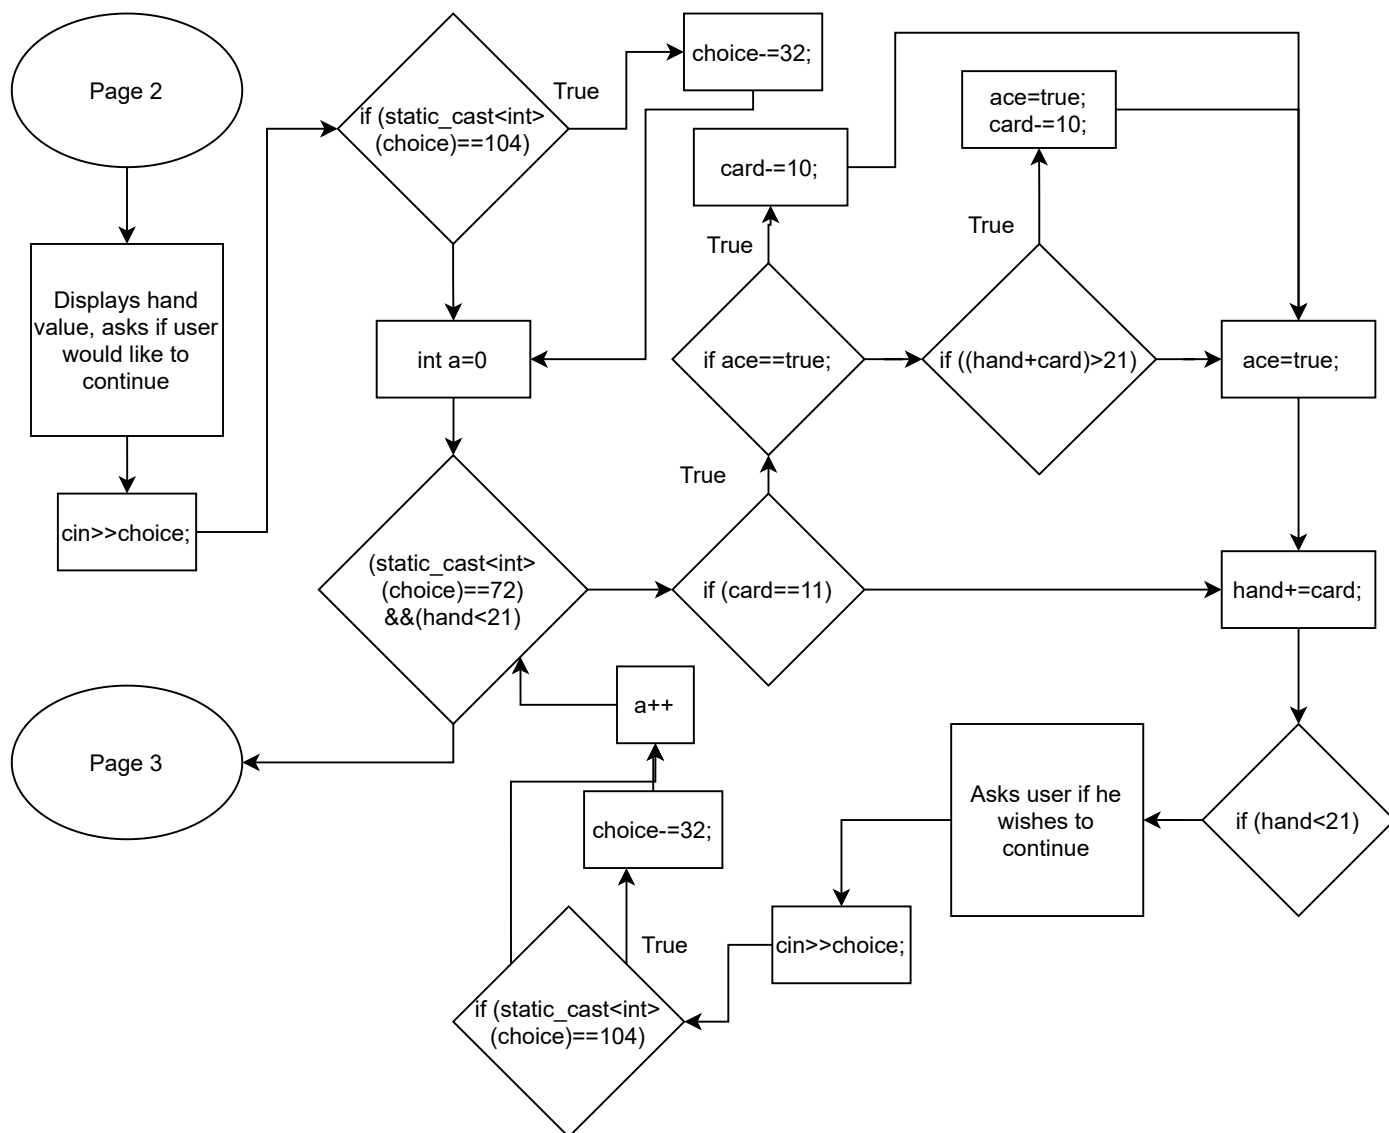 Page 2
Displays hand
value, asks if user
would like to
continue
cin>>choice;
if (static_cast<int>
(choice)==104)
True
choice-=32;
int a=0
(static_cast<int>
(choice)==72)
&&(hand<21)
Page 3
if (card==11)
True
if ace==true;
True
card-=10;
if ((hand+card)>21)
True
ace=true;
card-=10;
ace=true;
hand+=card;
if (hand<21)
Asks user if he
wishes to
continue
cin>>choice;
if (static_cast<int>
(choice)==104)
True
choice-=32;
a++